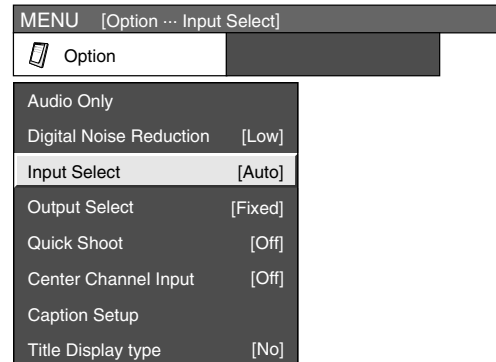 MENU [Option ··· Input Select]
Option
Audio Only
Digital Noise Reduction [Low]
Input Select [Auto]
Output Select [Fixed]
Quick Shoot [Off]
Center Channel Input [Off]
Caption Setup
Title Display type [No]